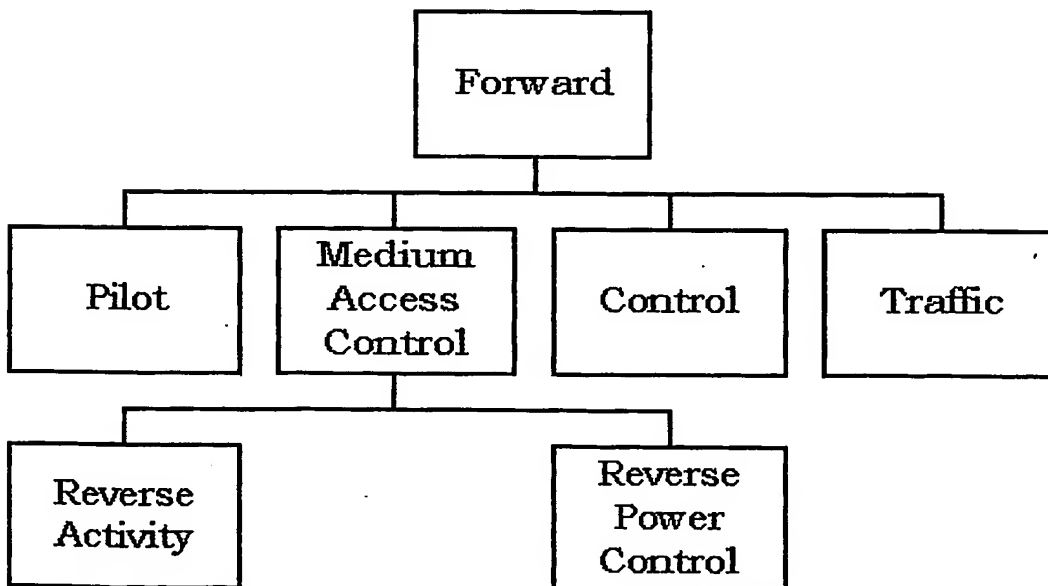 Forward
Pilot
Medium
Access
Control
Control
Traffic
Reverse
Activity
Reverse
Power
Control